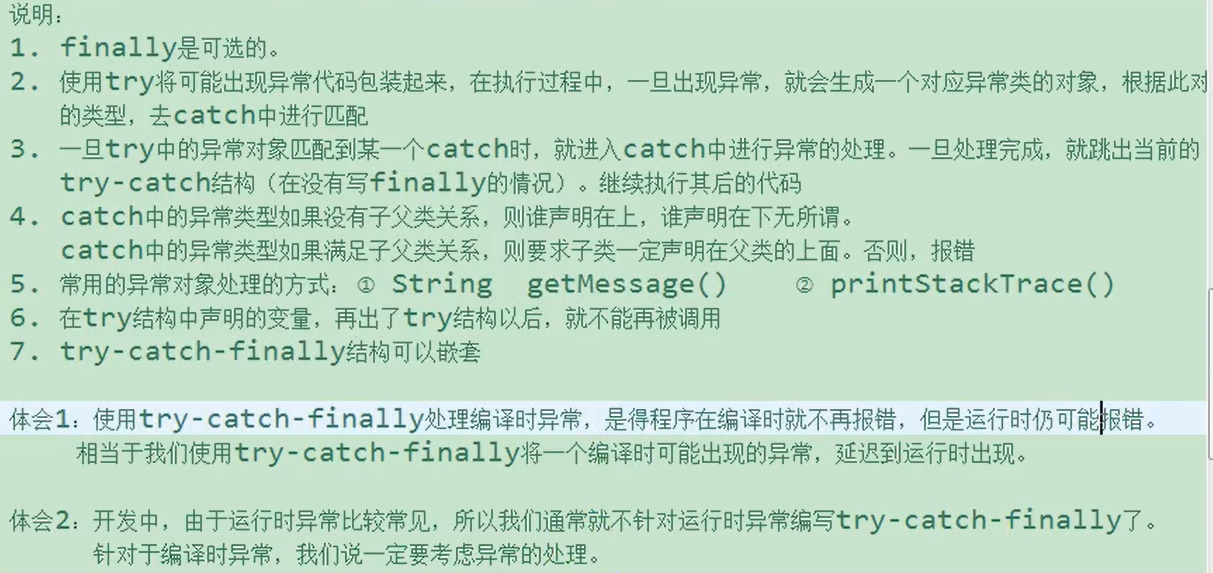 说明：
1. finally是可选的。
2. 使用try将可能出现异常代码包装起来，在执行过程中，一旦出现异常，就会生成一个对应异常类的对象，根据此对
的类型，去catch中进行匹配
3. 一旦try中的异常对象匹配到某一个catch时，就进入catch中进行异常的处理。一旦处理完成，就跳出当前的
try-catch结构（在没有写finally的情况）。继续执行其后的代码
4. catch中的异常类型如果没有子父类关系，则谁声明在上，谁声明在下无所谓。
catch中的异常类型如果满足子父类关系，则要求子类一定声明在父类的上面。否则，报错
5. 常用的异常对象处理的方式：① String getMessage() ② printStackTrace()
6. 在try结构中声明的变量，再出了try结构以后，就不能再被调用
7. try-catch-finally结构可以嵌套
体会1：使用try-catch-finally处理编译时异常，是得程序在编译时就不再报错，但是运行时仍可能报错。
相当于我们使用try-catch-finally将一个编译时可能出现的异常，延迟到运行时出现。
体会2：开发中，由于运行时异常比较常见，所以我们通常就不针对运行时异常编写try-catch-finally了。
针对于编译时异常，我们说一定要考虑异常的处理。